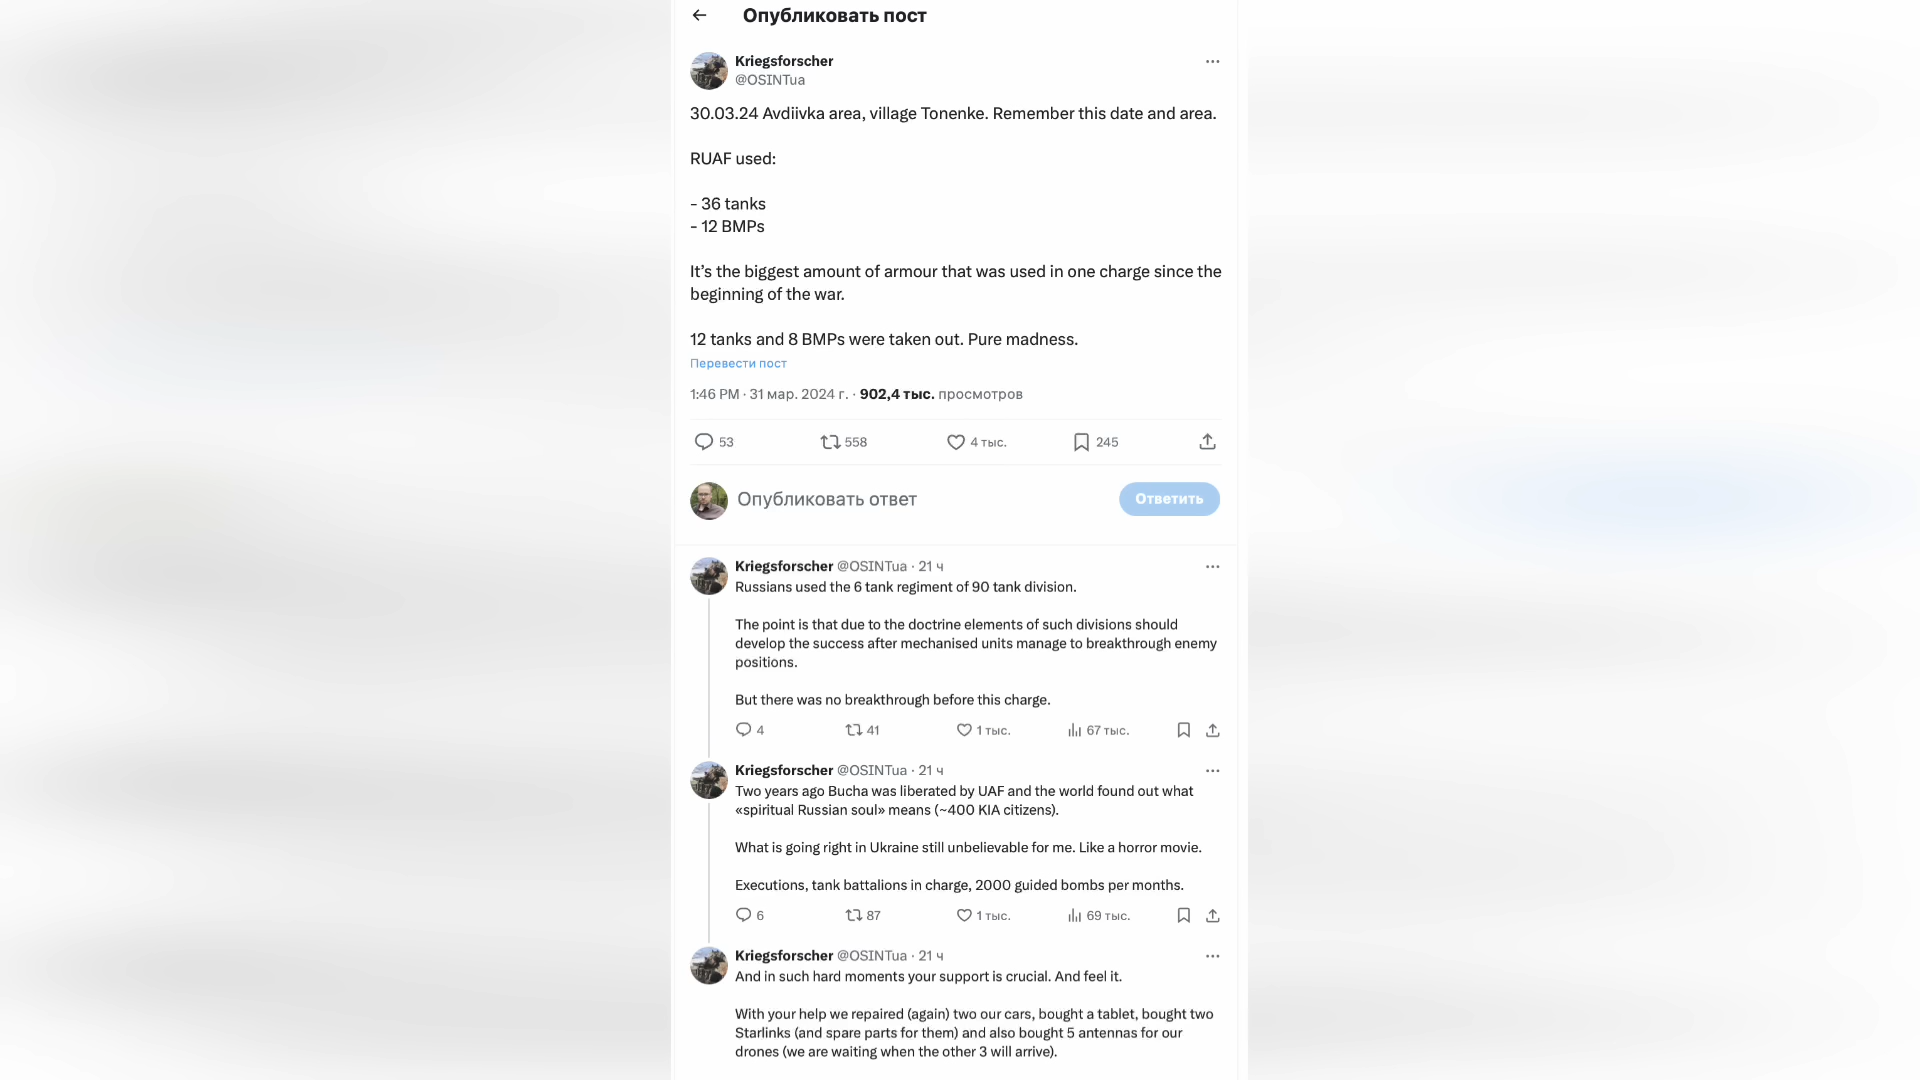 Опубликовать пост
Kriegsforscher
@OSINTua
30.03.24 Avdiivka area, village Tonenke. Remember this date and area.
RUAF used:
- 36 tanks
- 12 BMPs
It’s the biggest amount of armour that was used in one charge since the
beginning of the war.
12 tanks and 8 BMPs were taken out. Pure madness.
Перевести пост
1:46 PM · 31 мар. 2024 г. · 902,4 тыс. просмотров
53 558 4 тыс. 245
Опубликовать ответ Ответить
Kriegsforscher @OSINTua · 21 ч
Russians used the 6 tank regiment of 90 tank division.
The point is that due to the doctrine elements of such divisions should
develop the success after mechanised units manage to breakthrough enemy
positions.
But there was no breakthrough before this charge.
4 41 1 тыс. 67 тыс.
Kriegsforscher @OSINTua · 21 ч
Two years ago Bucha was liberated by UAF and the world found out what
«spiritual Russian soul» means (~400 KIA citizens).
What is going right in Ukraine still unbelievable for me. Like a horror movie.
Executions, tank battalions in charge, 2000 guided bombs per months.
6 87 1 тыс. 69 тыс.
Kriegsforscher @OSINTua · 21 ч
And in such hard moments your support is crucial. And feel it.
With your help we repaired (again) two our cars, bought a tablet, bought two
Starlinks (and spare parts for them) and also bought 5 antennas for our
drones (we are waiting when the other 3 will arrive).